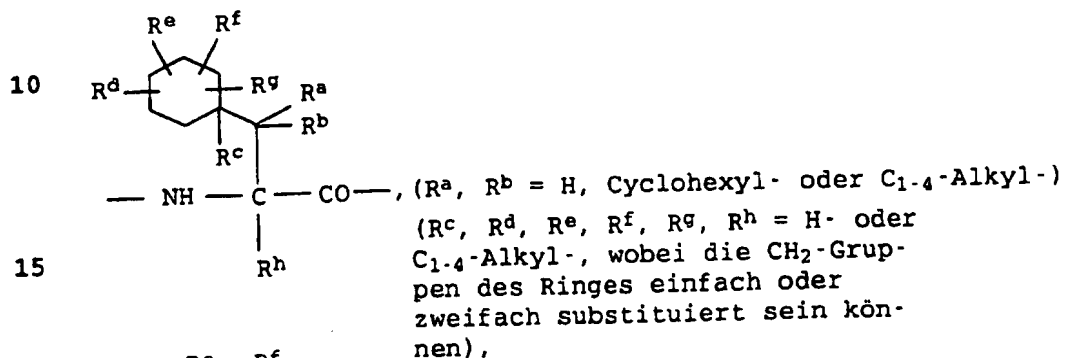 Rᵉ Rᶠ
10 Rᵈ Rᵍ Rᵃ
Rᵇ
Rᶜ
— NH — C — CO —, (Rᵃ, Rᵇ = H, Cyclohexyl- oder C₁₋₄-Alkyl-)
(Rᶜ, Rᵈ, Rᵉ, Rᶠ, Rᵍ, Rʰ = H- oder
15 Rʰ C₁₋₄-Alkyl-, wobei die CH₂-Grup-
pen des Ringes einfach oder
zweifach substituiert sein kön-
nen),